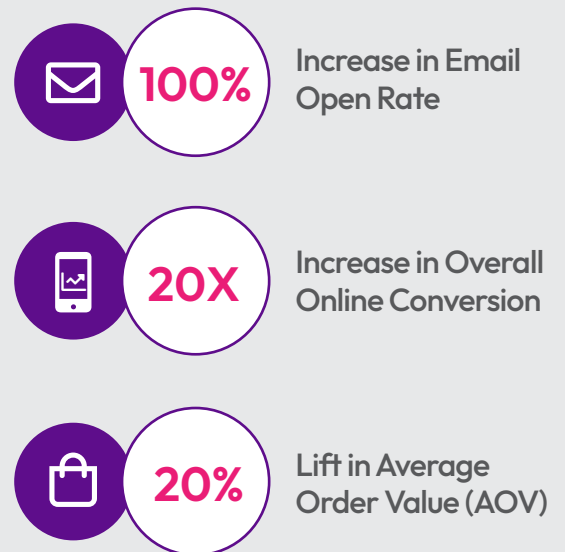 100%
Increase in Email
Open Rate
20X
Increase in Overall
Online Conversion
20%
Lift in Average
Order Value (AOV)